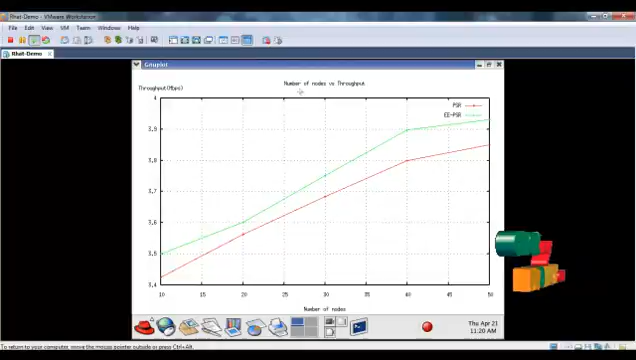 Rhat-Demo - VMware Workstation
File Edit View VM Team Windows Help
Rhat-Demo
Gnuplot
Number of nodes vs Throughput
Throughput(Mbps)
4
PSR
EE-PSR
3.9
3.8
3.7
3.6
3.5
3.4
10 15 20 25 30 35 40 45 50
Number of nodes
Thu Apr 21
11:20 AM
To return to your computer, move the mouse pointer outside or press Ctrl+Alt.